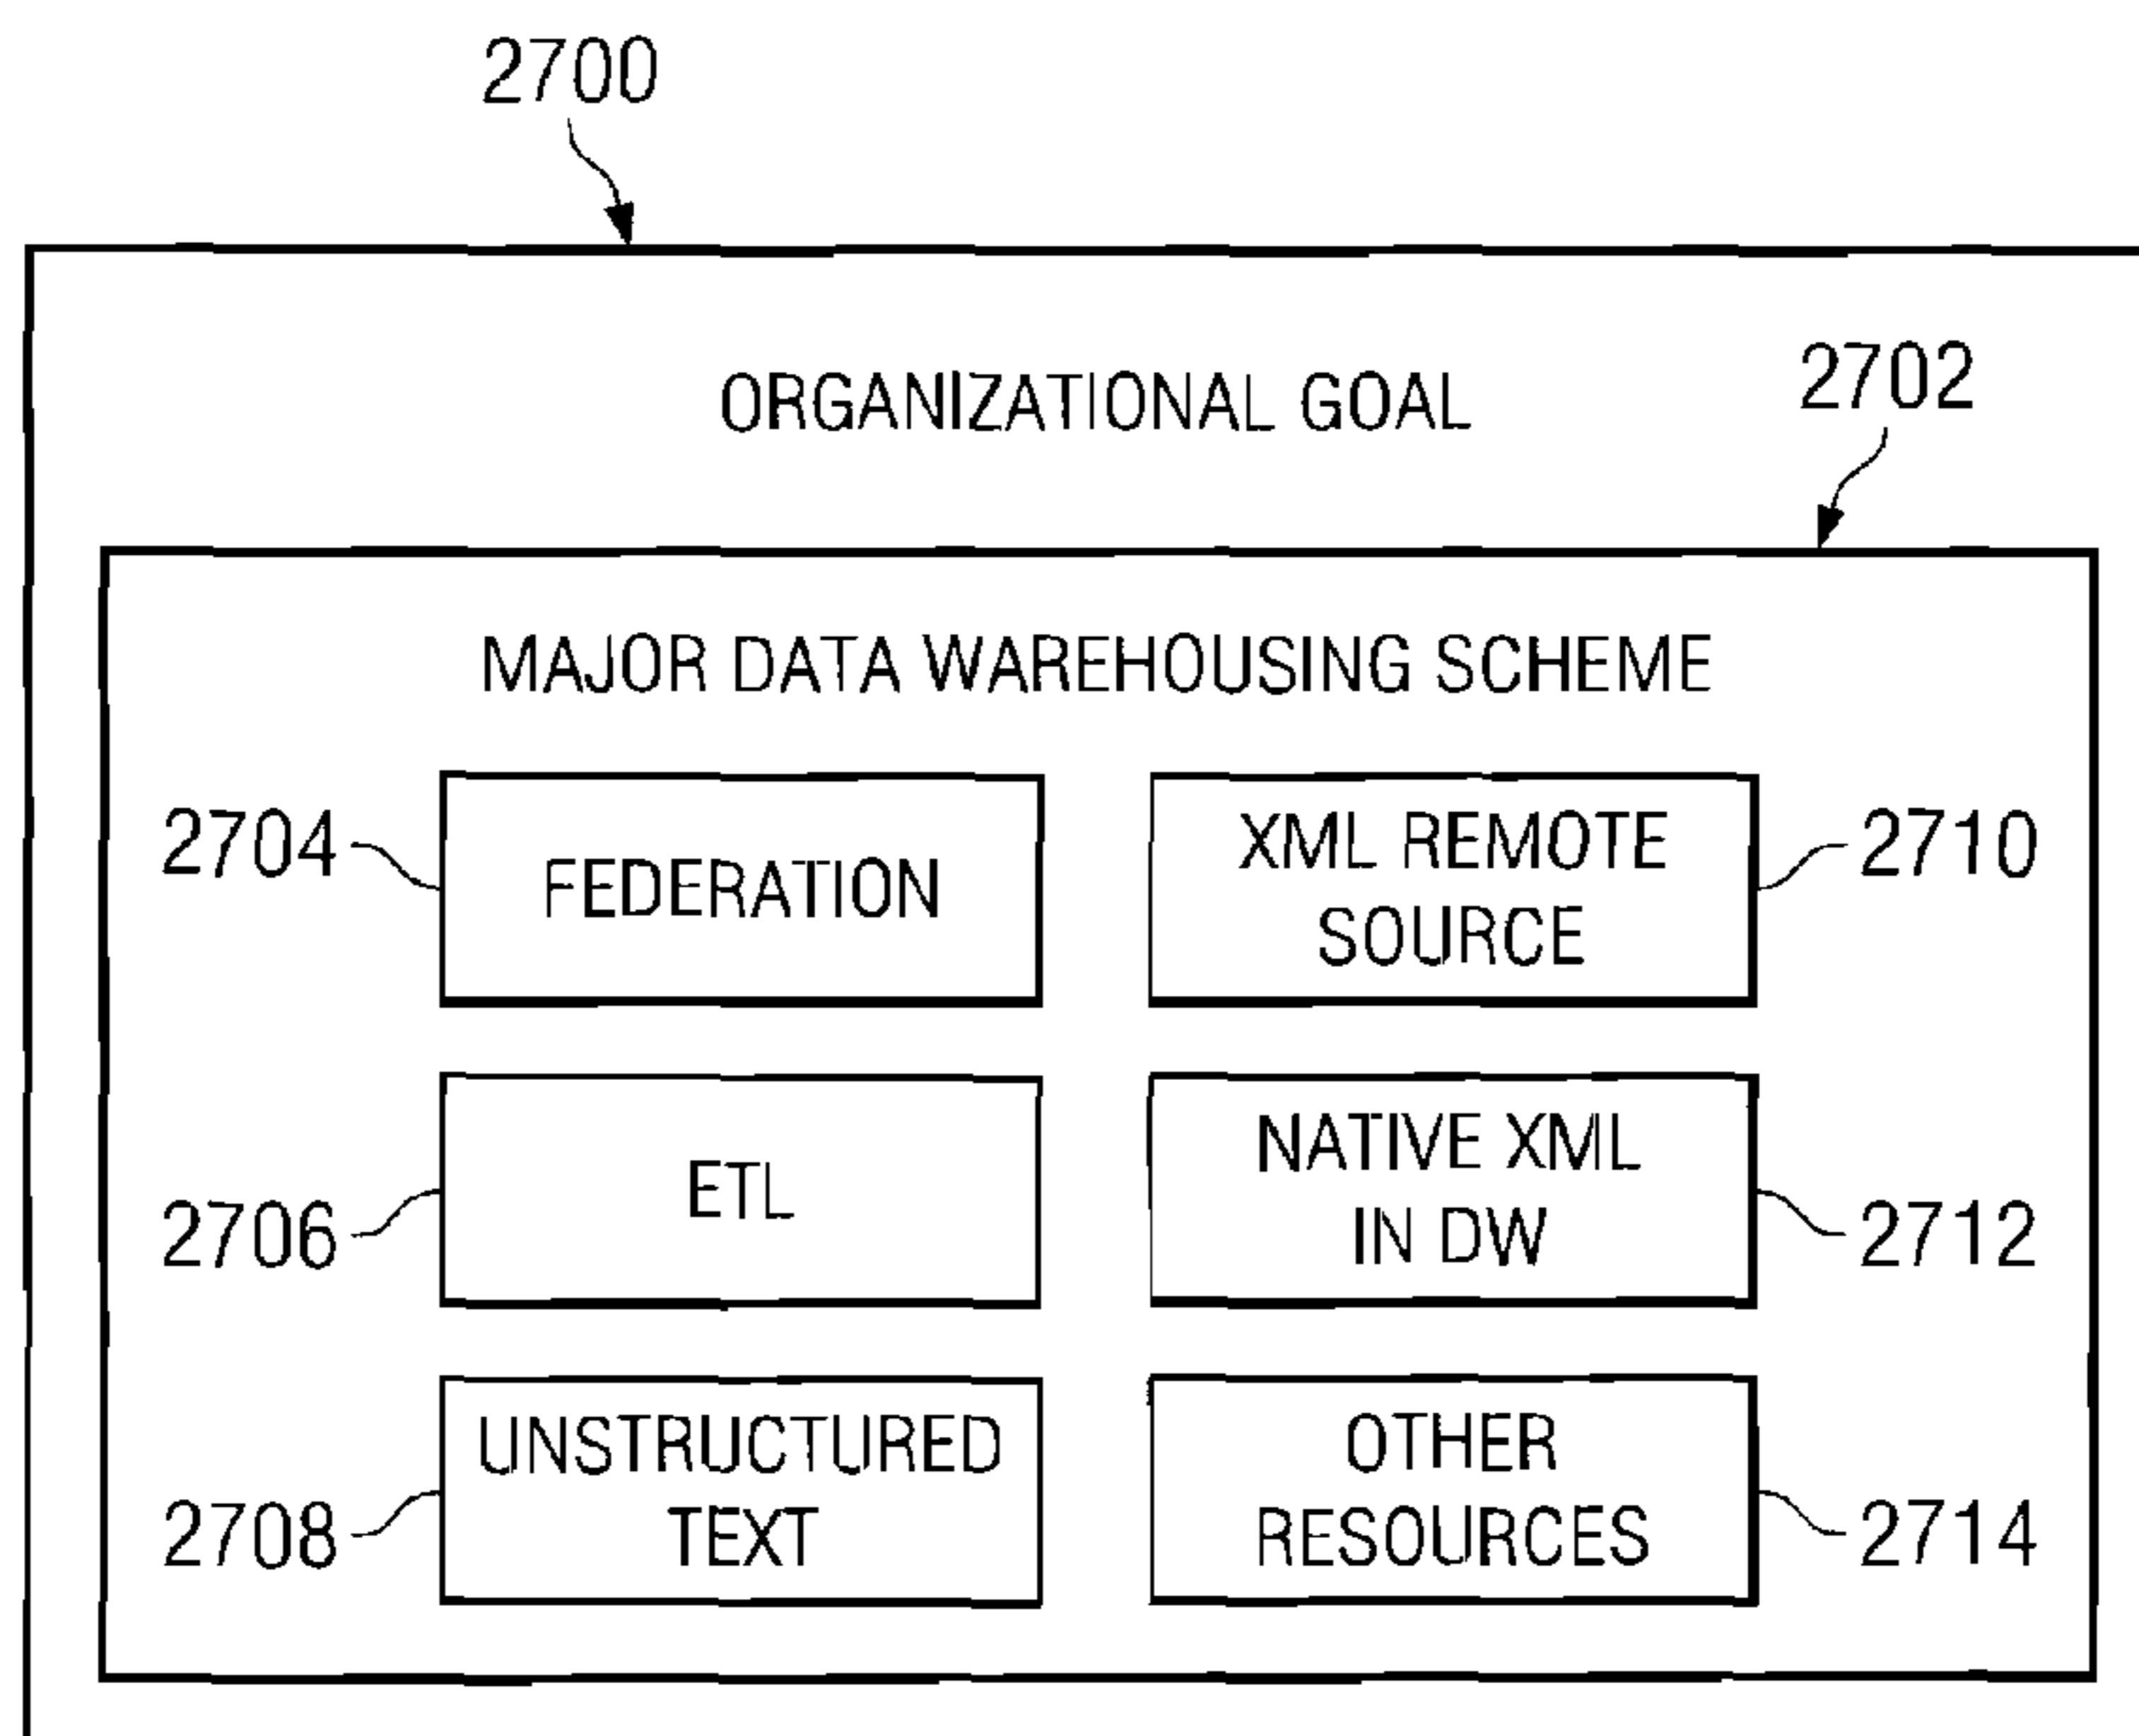 2700
ORGANIZATIONAL GOAL
2702
MAJOR DATA WAREHOUSING SCHEME
2704
FEDERATION
XML REMOTE
SOURCE
2710
2706
ETL
NATIVE XML
IN DW
2712
2708
UNSTRUCTURED
TEXT
OTHER
RESOURCES
2714